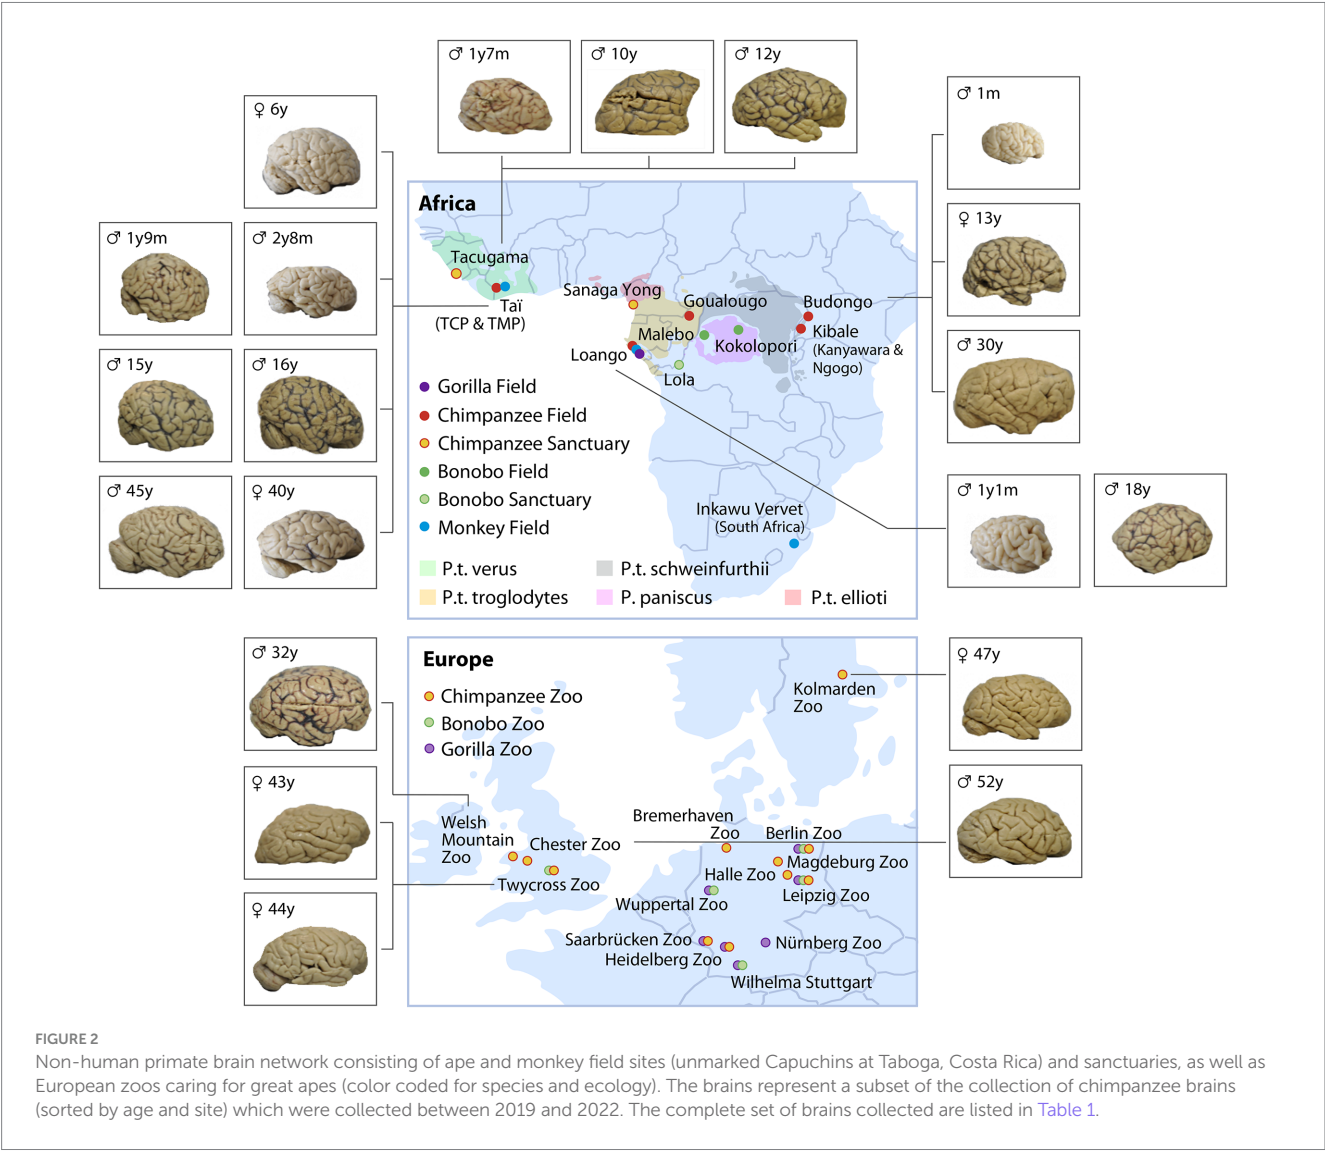 ♂ 1y7m
♂ 10y
♂ 12y
♀ 6y
♂ 1y9m
♂ 2y8m
♂ 15y
♂ 16y
♂ 45y
♀ 40y
♂ 1m
♀ 13y
♂ 30y
♂ 1y1m
♂ 18y
Africa
Tacugama
Taï
(TCP & TMP)
Sanaga Yong
Goualougo
Budongo
Malebo
Kokolopori
Kibale
(Kanyawara &
Ngogo)
Loango
Lola
Gorilla Field
Chimpanzee Field
Chimpanzee Sanctuary
Bonobo Field
Bonobo Sanctuary
Monkey Field
Inkawu Vervet
(South Africa)
P.t. verus
P.t. schweinfurthii
P.t. troglodytes
P. paniscus
P.t. ellioti
♂ 32y
♀ 43y
♀ 44y
♀ 47y
♂ 52y
Europe
Chimpanzee Zoo
Bonobo Zoo
Gorilla Zoo
Kolmarden
Zoo
Welsh
Mountain
Zoo
Chester Zoo
Twycross Zoo
Bremerhaven
Zoo
Berlin Zoo
Magdeburg Zoo
Halle Zoo
Leipzig Zoo
Wuppertal Zoo
Saarbrücken Zoo
Heidelberg Zoo
Nürnberg Zoo
Wilhelma Stuttgart
FIGURE 2
Non-human primate brain network consisting of ape and monkey field sites (unmarked Capuchins at Taboga, Costa Rica) and sanctuaries, as well as
European zoos caring for great apes (color coded for species and ecology). The brains represent a subset of the collection of chimpanzee brains
(sorted by age and site) which were collected between 2019 and 2022. The complete set of brains collected are listed in Table 1.